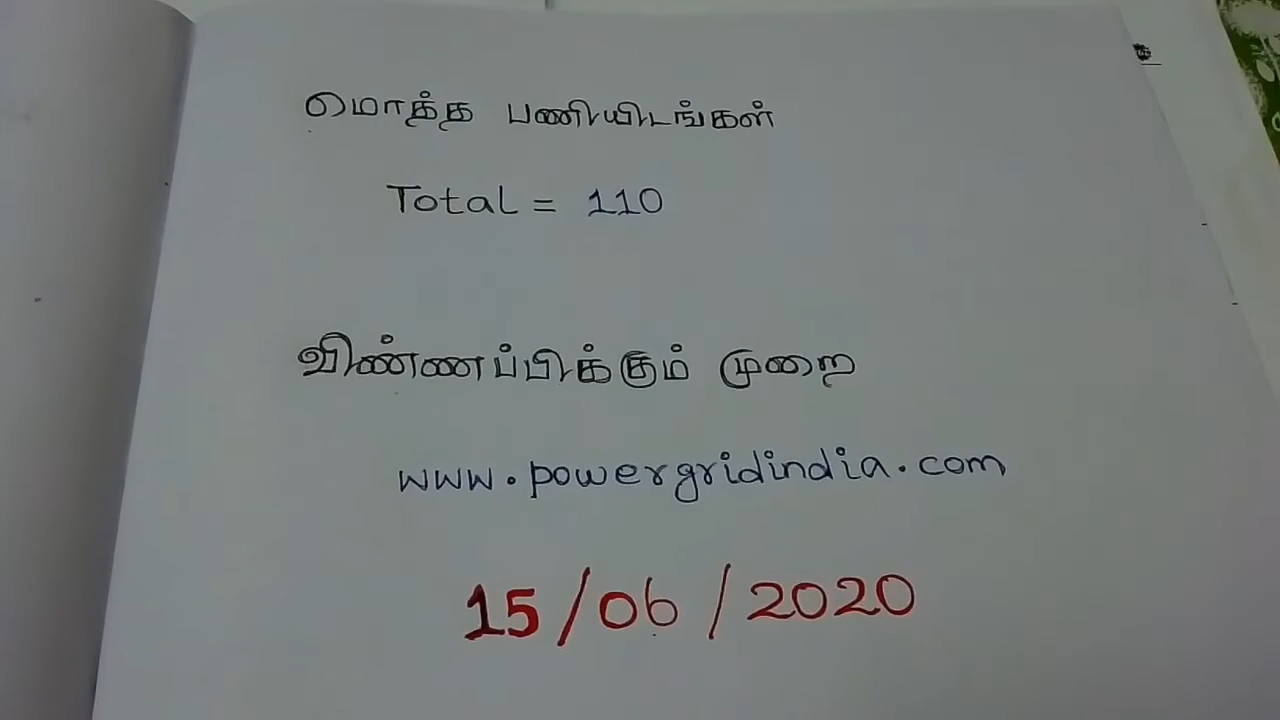 மொத்த பணியிடங்கள்
Total = 110
விண்ணப்பிக்கும் முறை
www.powergridindia.com
15/06/2020